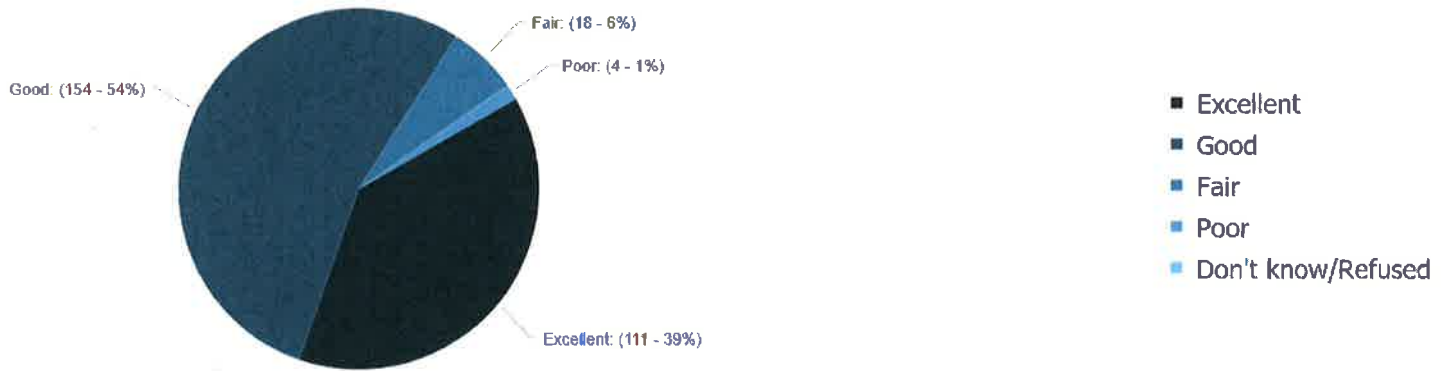 Fair: (18 - 6%)
Poor: (4 - 1%)
Good: (154 - 54%)
Excellent: (111 - 39%)
Excellent
Good
Fair
Poor
Don't know/Refused